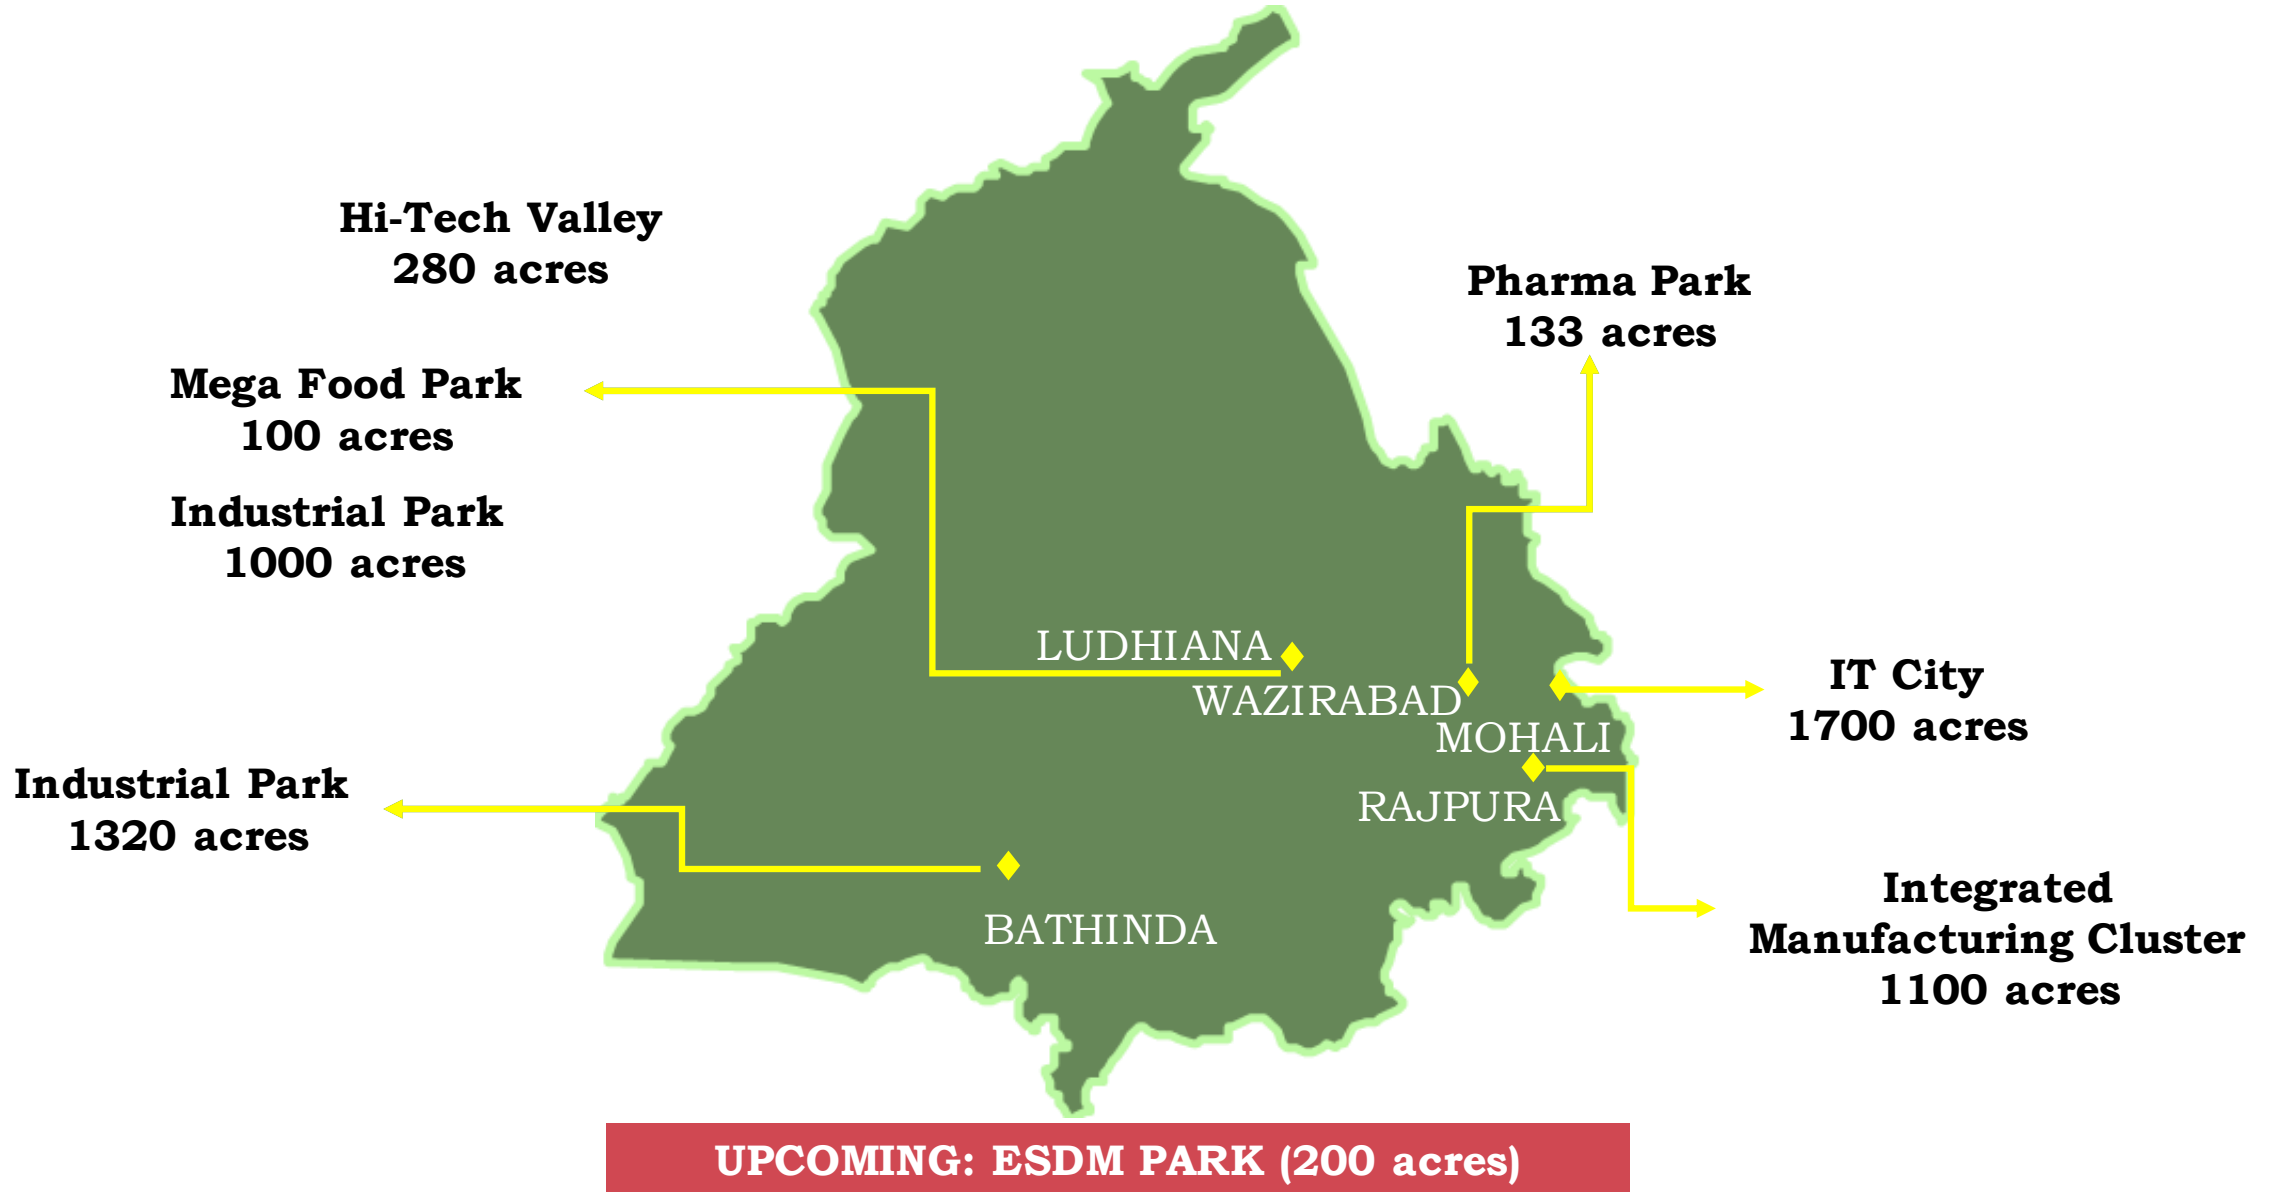 Hi-Tech Valley
280 acres
Pharma Park
133 acres
Mega Food Park
100 acres
Industrial Park
1000 acres
LUDHIANA
WAZIRABAD
MOHALI
RAJPURA
BATHINDA
IT City
1700 acres
Industrial Park
1320 acres
Integrated
Manufacturing Cluster
1100 acres
UPCOMING: ESDM PARK (200 acres)